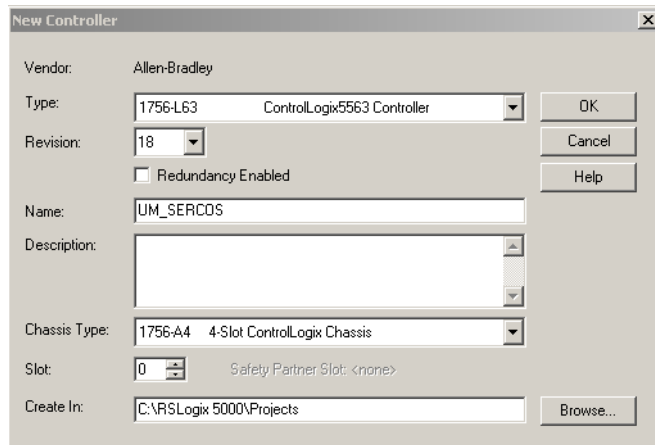 New Controller
Vendor: Allen-Bradley
Type: 1756-L63 ControlLogix5563 Controller OK
Revision: 18 Cancel
Redundancy Enabled Help
Name: UM_SERCOS
Description:
Chassis Type: 1756-A4 4-Slot ControlLogix Chassis
Slot: 0 Safety Partner Slot: <none>
Create In: C:\RSLogix 5000\Projects Browse...